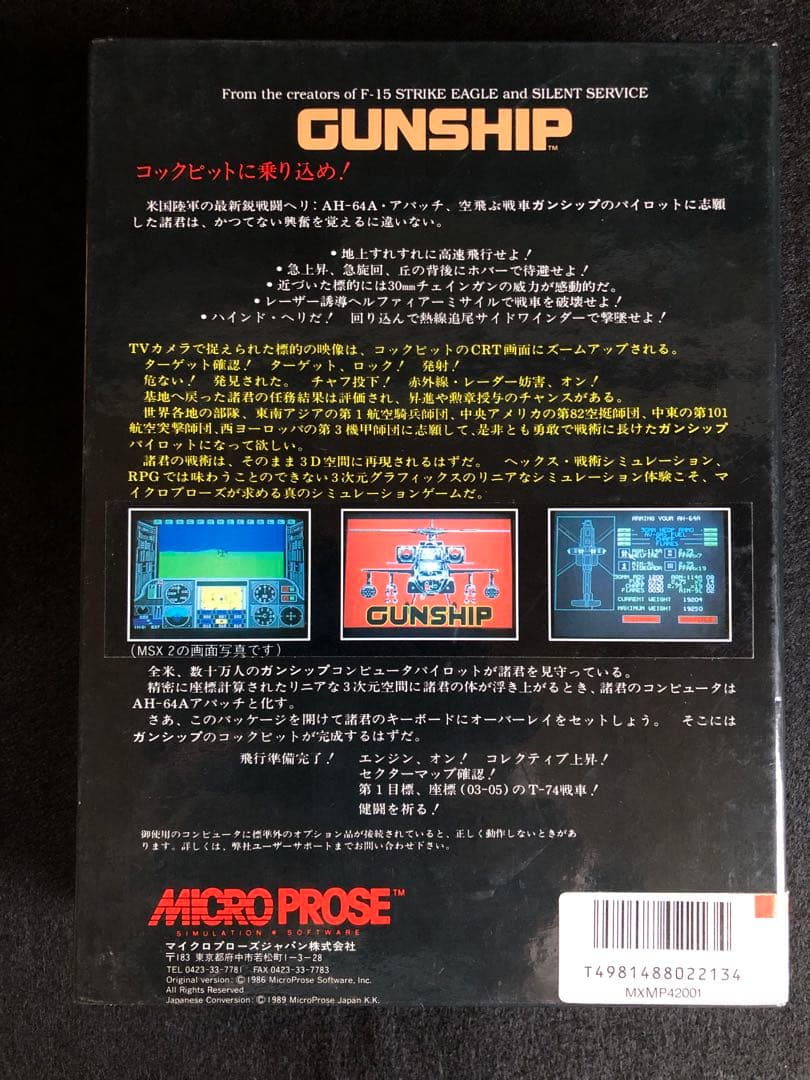 From the creators of F-15 STRIKE EAGLE and SILENT SERVICE
GUNSHIP™
コックピットに乗り込め！
米国陸軍の最新鋭戦闘ヘリ：AH-64A・アパッチ、空飛ぶ戦車ガンシップのパイロットに志願
した諸君は、かつてない興奮を覚えるに違いない。
•地上すれすれに高速飛行せよ！
•急上昇、急旋回、丘の背後にホバーで待避せよ！
•近づいた標的には30mmチェインガンの威力が感動的だ。
•レーザー誘導ヘルファイアーミサイルで戦車を破壊せよ！
•ハインド・ヘリだ！　回り込んで熱線追尾サイドワインダーで撃墜せよ！
TVカメラで捉えられた標的の映像は、コックピットのCRT画面にズームアップされる。
ターゲット確認！　ターゲット、ロック！　発射！
危ない！　発見された。　チャフ投下！　赤外線・レーダー妨害、オン！
基地へ戻った諸君の任務結果は評価され、昇進や勲章授与のチャンスがある。
世界各地の部隊、東南アジアの第1航空騎兵師団、中央アメリカの第82空挺師団、中東の第101
航空突撃師団、西ヨーロッパの第3機甲師団に志願して、是非とも勇敢で戦術に長けたガンシップ
パイロットになって欲しい。
諸君の戦術は、そのまま3D空間に再現されるはずだ。　ヘックス・戦術シミュレーション、
RPGでは味わうことのできない3次元グラフィックスのリニアなシミュレーション体験こそ、マ
イクロプローズが求める真のシミュレーションゲームだ。
GUNSHIP
ARMING YOUR AH-64A
CURRENT WEIGHT 19204
MAXIMUM WEIGHT 19250
(MSX 2の画面写真です)
全米、数十万人のガンシップコンピュータパイロットが諸君を見守っている。
精密に座標計算されたリニアな3次元空間に諸君の体が浮き上がるとき、諸君のコンピュータは
AH-64Aアパッチと化す。
さあ、このパッケージを開けて諸君のキーボードにオーバーレイをセットしよう。　そこには
ガンシップのコックピットが完成するはずだ。
飛行準備完了！　エンジン、オン！　コレクティブ上昇！
セクターマップ確認！
第1目標、座標(03-05)のT-74戦車！
健闘を祈る！
御使用のコンピュータに標準外のオプション品が接続されていると、正しく動作しないときがあ
ります。詳しくは、弊社ユーザーサポートまでお問い合わせ下さい。
MICRO PROSE™
SIMULATION • SOFTWARE
マイクロプローズジャパン株式会社
〒183 東京都府中市若松町1-3-28
TEL 0423-33-7781　FAX 0423-33-7783
Original version: ©1986 MicroProse Software, Inc.
All Rights Reserved
Japanese Conversion: ©1989 MicroProse Japan K.K.
T4981488022134
MXMP42001